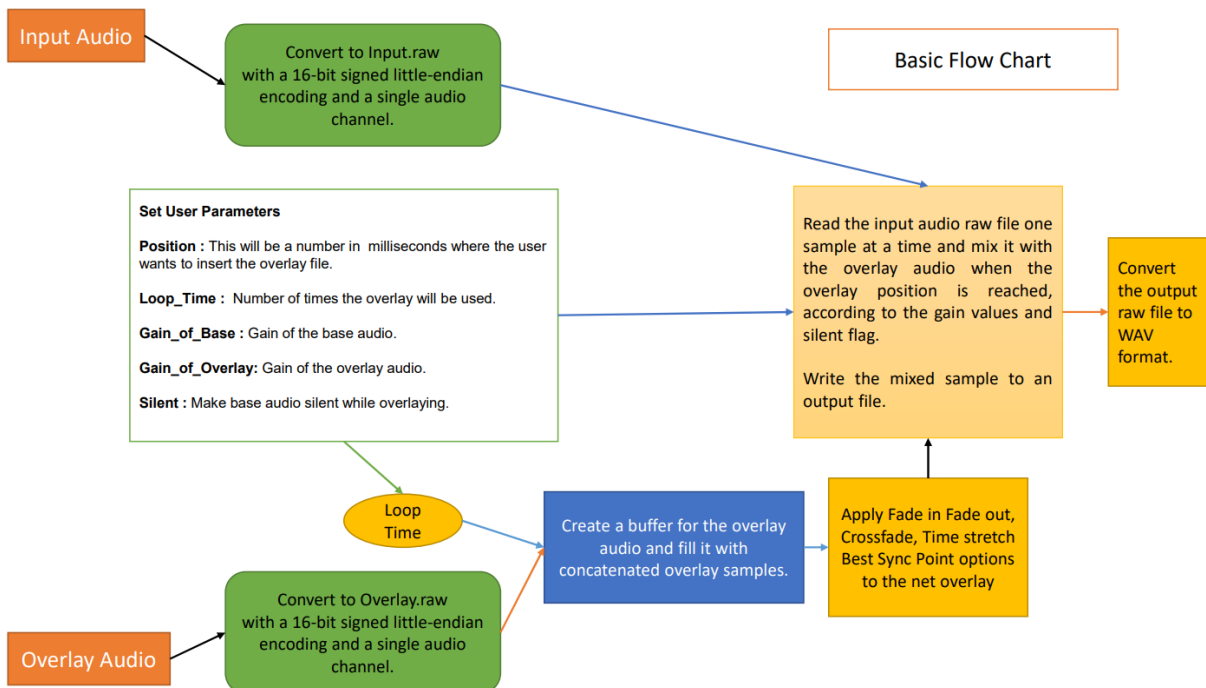 Input Audio
Convert to Input.raw
with a 16-bit signed little-endian
encoding and a single audio
channel.
Basic Flow Chart
Set User Parameters
Position : This will be a number in milliseconds where the user
wants to insert the overlay file.
Loop_Time : Number of times the overlay will be used.
Gain_of_Base : Gain of the base audio.
Gain_of_Overlay: Gain of the overlay audio.
Silent : Make base audio silent while overlaying.
Read the input audio raw file one
sample at a time and mix it with
the overlay audio when the
overlay position is reached,
according to the gain values and
silent flag.
Write the mixed sample to an
output file.
Convert
the output
raw file to
WAV
format.
Loop
Time
Create a buffer for the overlay
audio and fill it with
concatenated overlay samples.
Apply Fade in Fade out,
Crossfade, Time stretch
Best Sync Point options
to the net overlay
Convert to Overlay.raw
with a 16-bit signed little-endian
encoding and a single audio
channel.
Overlay Audio